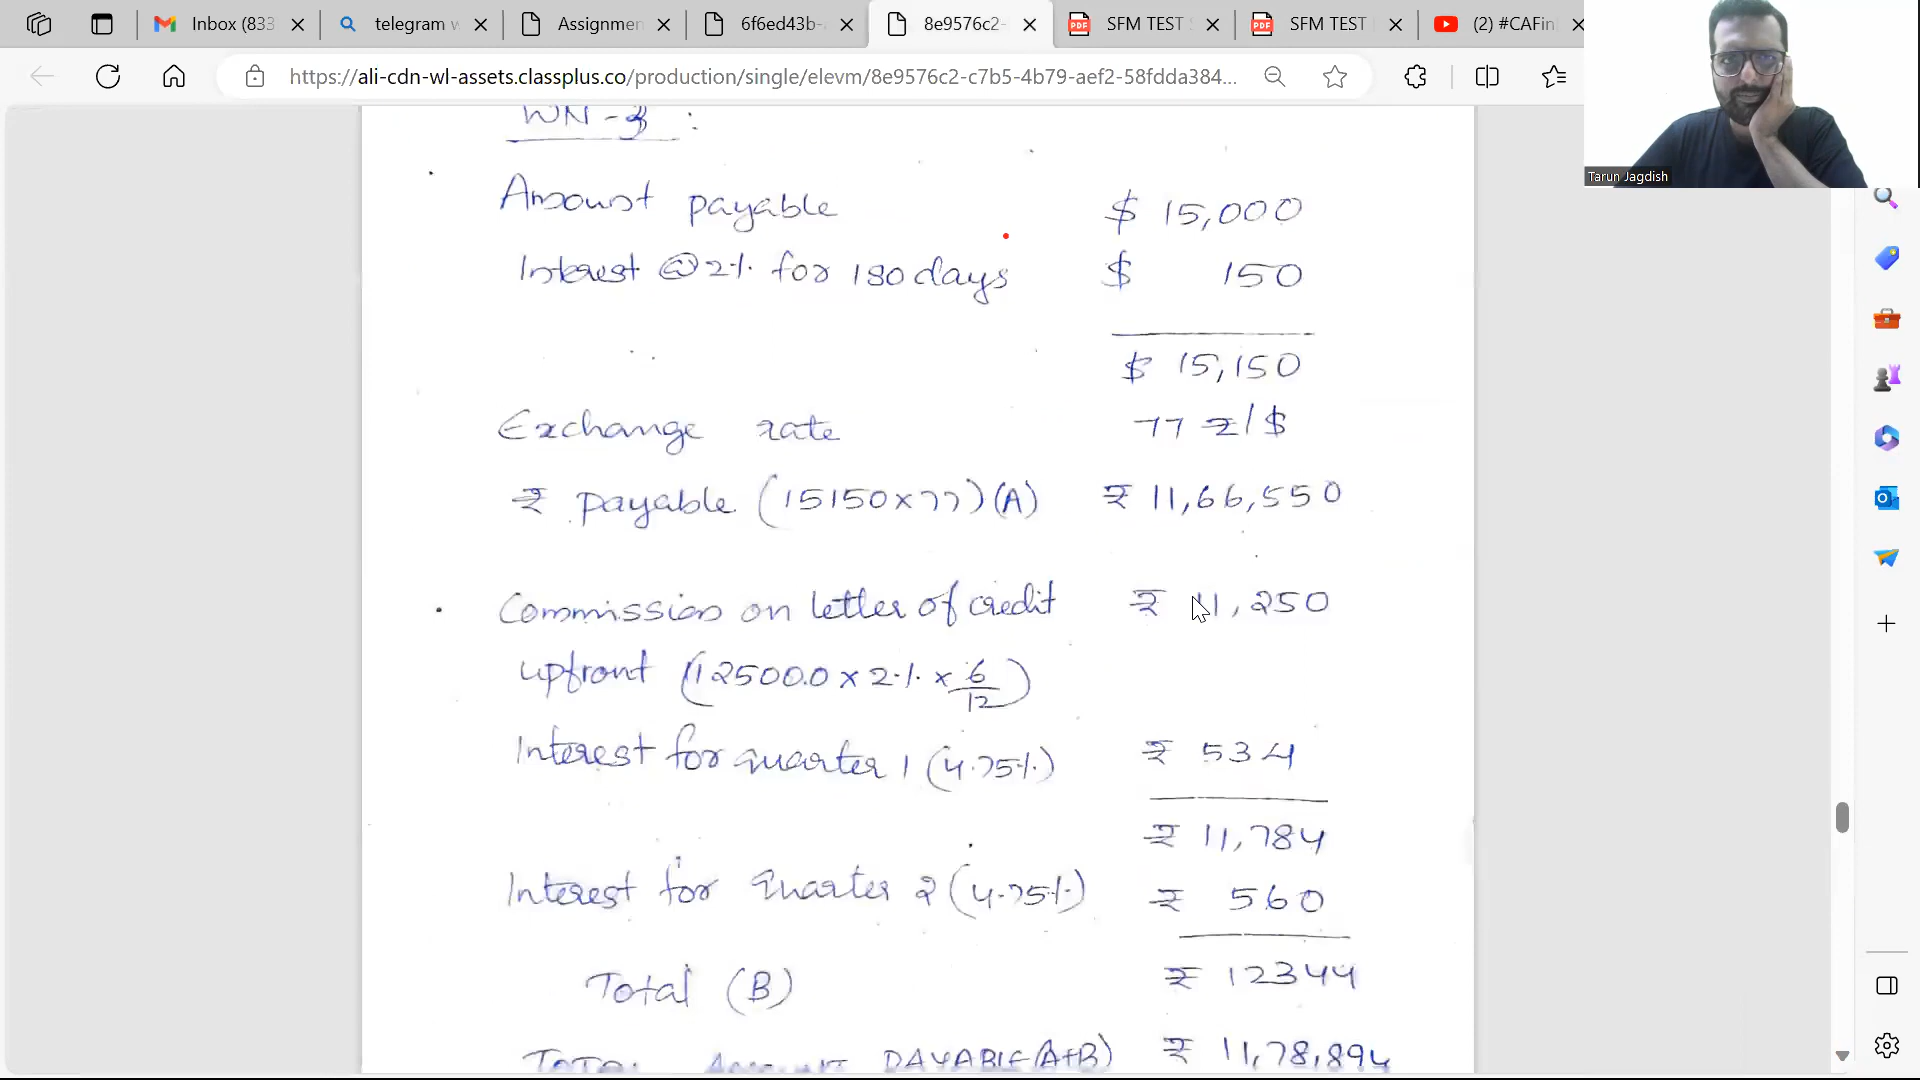 Inbox (833
telegram w
Assignmen
6f6ed43b-
8e9576c2-
SFM TEST
SFM TEST
(2) #CAFin
https://ali-cdn-wl-assets.classplus.co/production/single/elevm/8e9576c2-c7b5-4b79-aef2-58fdda384...
Tarun Jagdish
WN-3 :
Amount payable $ 15,000
Interest @2% for 180 days $ 150
$ 15,150
Exchange rate 77 ₹/$
₹ payable (15150×77)(A) ₹ 11,66,550
Commission on letter of credit ₹ 11,250
upfront (1125000×2%×6/12)
Interest for quarter 1 (4.75%) ₹ 534
₹ 11,784
Interest for quarter 2 (4.75%) ₹ 560
Total (B) ₹ 12344
PAYABLE(A+B) ₹ 11,78,894